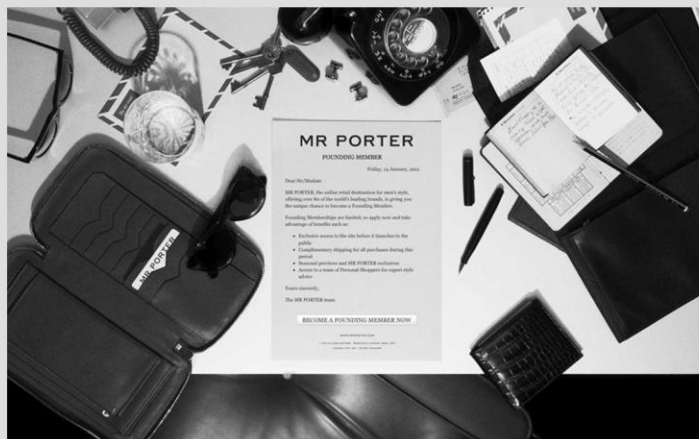 MR PORTER
FOUNDING MEMBER
Friday, 14 January, 2011
Dear Sir/Madam
MR PORTER, the online retail destination for men's style,
offering over 60 of the world's leading brands, is giving you
the unique chance to become a Founding Member.
Founding Memberships are limited, so apply now and take
advantage of benefits such as:
• Exclusive access to the site before it launches to the
public
• Complimentary shipping for all purchases during this
period
• Seasonal previews and MR PORTER exclusives
• Access to a team of Personal Shoppers for expert style
advice
Yours sincerely,
The MR PORTER team
BECOME A FOUNDING MEMBER NOW
WWW.MRPORTER.COM
MR PORTER